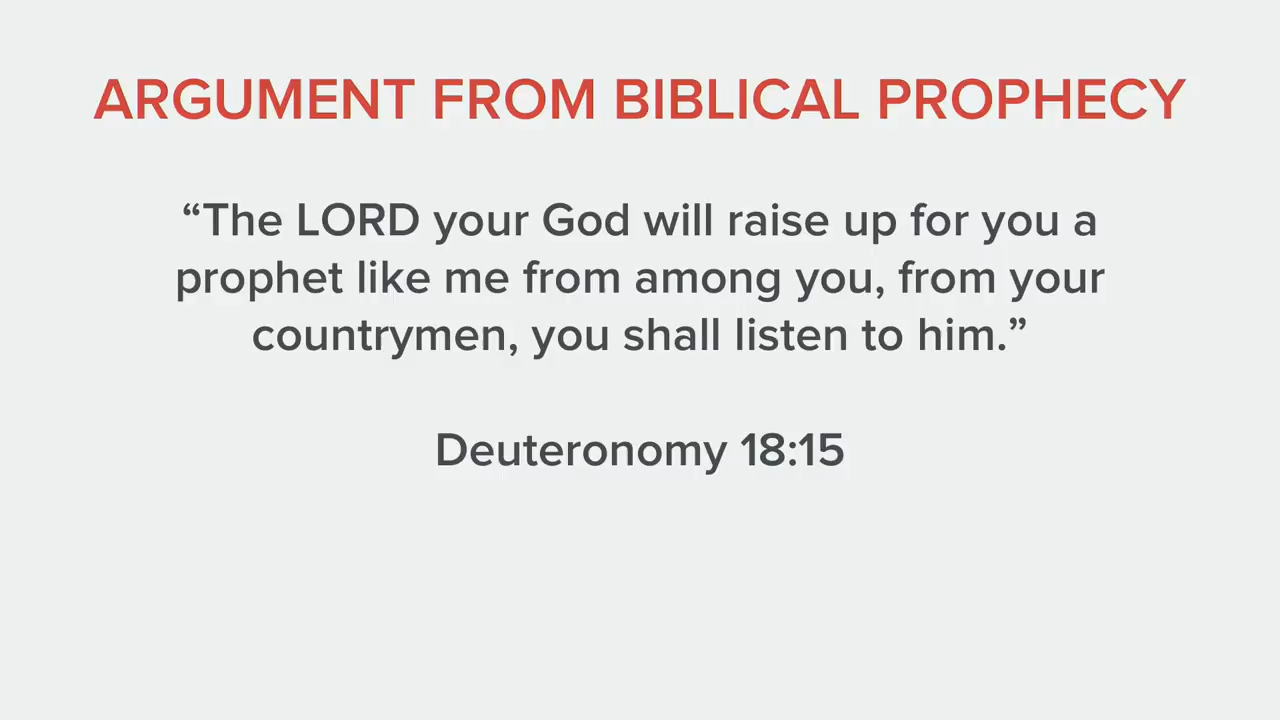 ARGUMENT FROM BIBLICAL PROPHECY
“The LORD your God will raise up for you a
prophet like me from among you, from your
countrymen, you shall listen to him.”
Deuteronomy 18:15